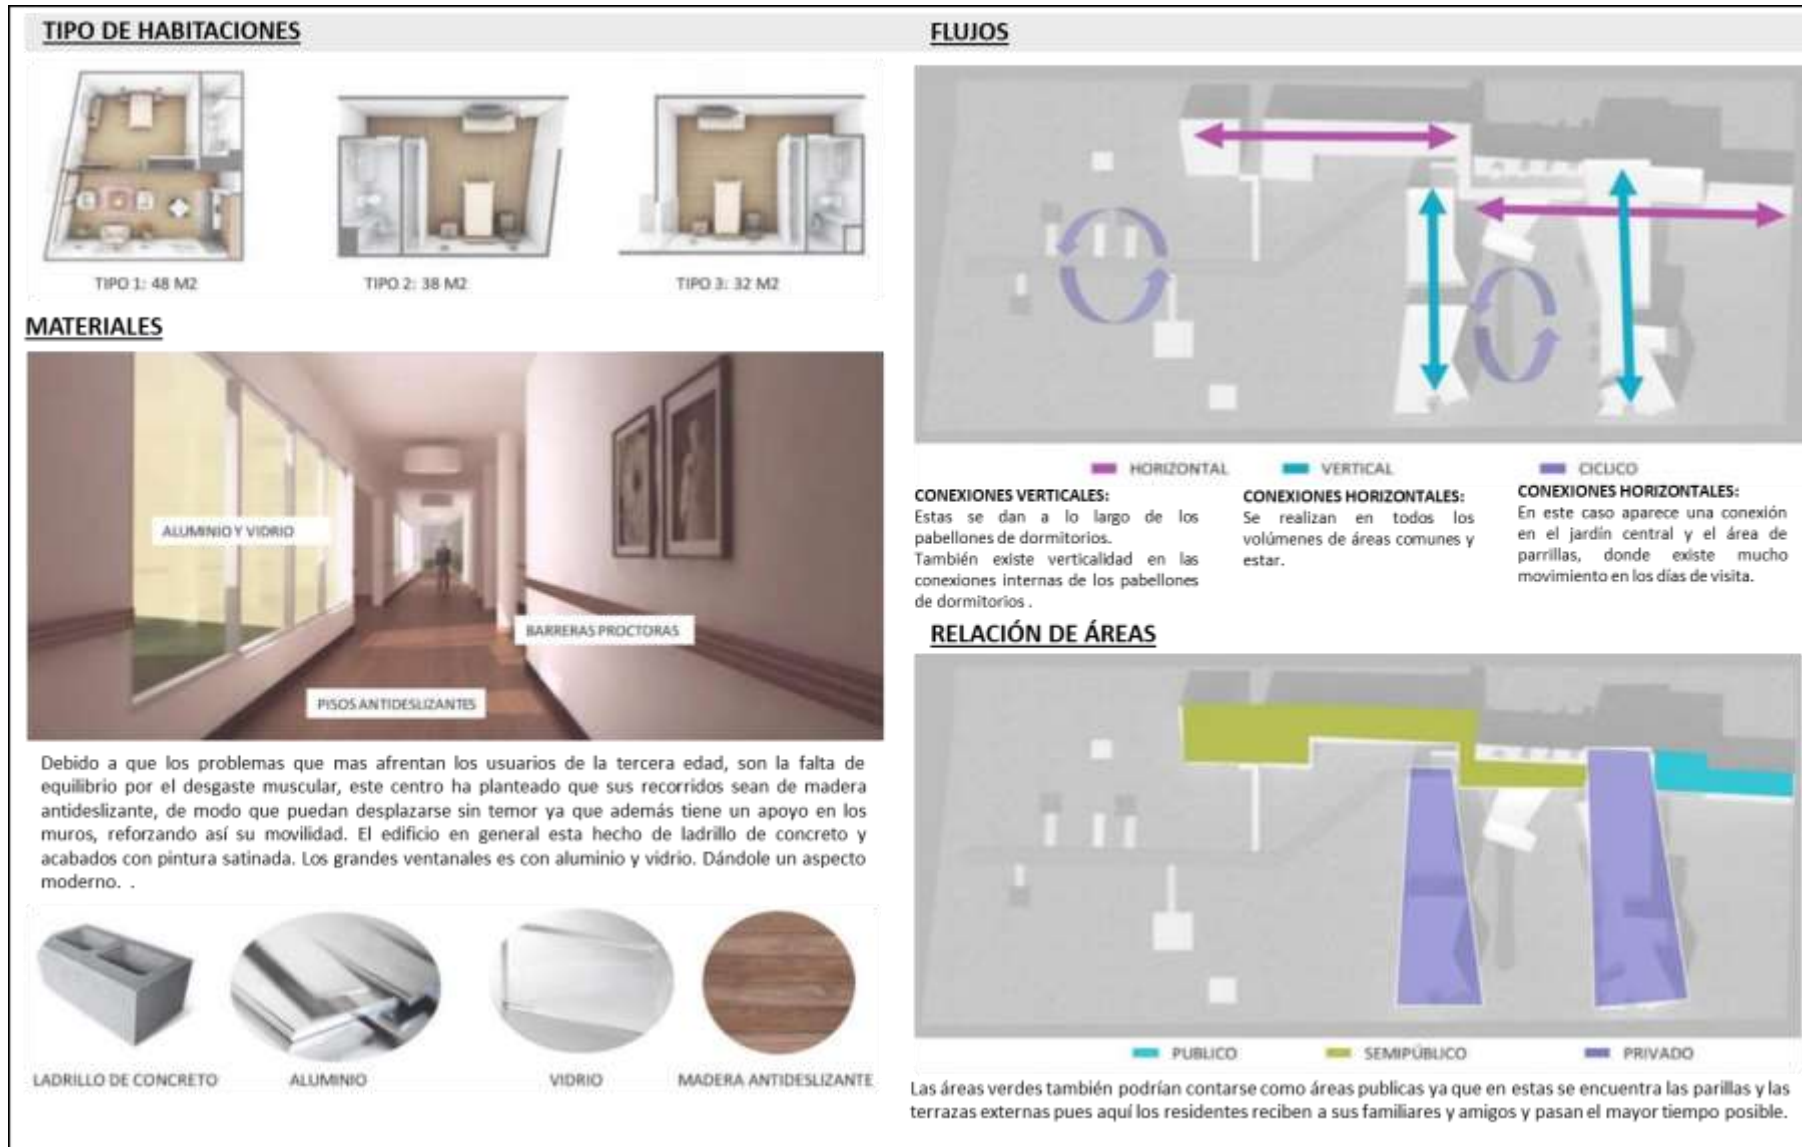 TIPO DE HABITACIONES
TIPO 1: 48 M2
TIPO 2: 38 M2
TIPO 3: 32 M2
MATERIALES
ALUMINIO Y VIDRIO
BARRERAS PROCTORAS
PISOS ANTIDESLIZANTES
Debido a que los problemas que mas afrentan los usuarios de la tercera edad, son la falta de
equilibrio por el desgaste muscular, este centro ha planteado que sus recorridos sean de madera
antideslizante, de modo que puedan desplazarse sin temor ya que además tiene un apoyo en los
muros, reforzando así su movilidad. El edificio en general esta hecho de ladrillo de concreto y
acabados con pintura satinada. Los grandes ventanales es con aluminio y vidrio. Dándole un aspecto
moderno. .
LADRILLO DE CONCRETO
ALUMINIO
VIDRIO
MADERA ANTIDESLIZANTE
FLUJOS
HORIZONTAL
VERTICAL
CICLICO
CONEXIONES VERTICALES:
Estas se dan a lo largo de los
pabellones de dormitorios.
También existe verticalidad en las
conexiones internas de los pabellones
de dormitorios .
CONEXIONES HORIZONTALES:
Se realizan en todos los
volúmenes de áreas comunes y
estar.
CONEXIONES HORIZONTALES:
En este caso aparece una conexión
en el jardín central y el área de
parrillas, donde existe mucho
movimiento en los días de visita.
RELACIÓN DE ÁREAS
PUBLICO
SEMIPÚBLICO
PRIVADO
Las áreas verdes también podrían contarse como áreas publicas ya que en estas se encuentra las parillas y las
terrazas externas pues aquí los residentes reciben a sus familiares y amigos y pasan el mayor tiempo posible.